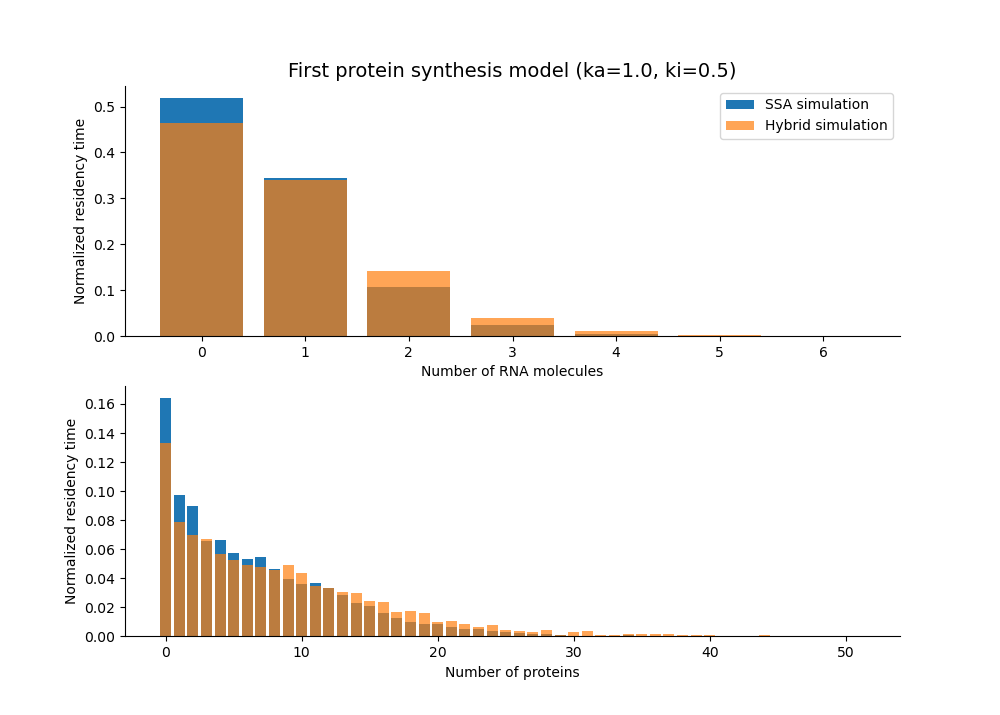 First protein synthesis model (ka=1.0, ki=0.5)
SSA simulation
Hybrid simulation
Normalized residency time
0.5
0.4
0.3
0.2
0.1
0.0
0 1 2 3 4 5 6
Number of RNA molecules
Normalized residency time
0.16
0.14
0.12
0.10
0.08
0.06
0.04
0.02
0.00
0 10 20 30 40 50
Number of proteins